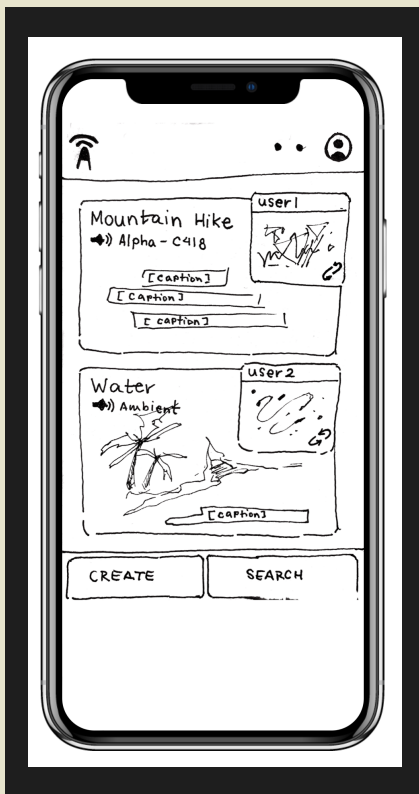 user1
Mountain Hike
Alpha - C418
[caption]
[caption]
[caption]
user2
Water
Ambient
[caption]
CREATE
SEARCH